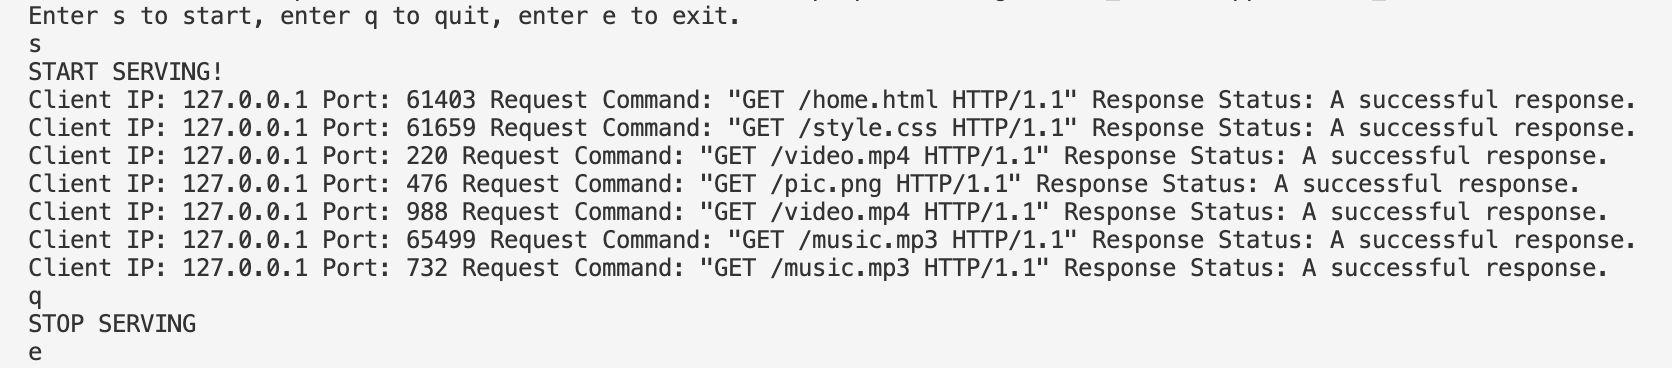 Enter s to start, enter q to quit, enter e to exit.
s
START SERVING!
Client IP: 127.0.0.1 Port: 61403 Request Command: "GET /home.html HTTP/1.1" Response Status: A successful response.
Client IP: 127.0.0.1 Port: 61659 Request Command: "GET /style.css HTTP/1.1" Response Status: A successful response.
Client IP: 127.0.0.1 Port: 220 Request Command: "GET /video.mp4 HTTP/1.1" Response Status: A successful response.
Client IP: 127.0.0.1 Port: 476 Request Command: "GET /pic.png HTTP/1.1" Response Status: A successful response.
Client IP: 127.0.0.1 Port: 988 Request Command: "GET /video.mp4 HTTP/1.1" Response Status: A successful response.
Client IP: 127.0.0.1 Port: 65499 Request Command: "GET /music.mp3 HTTP/1.1" Response Status: A successful response.
Client IP: 127.0.0.1 Port: 732 Request Command: "GET /music.mp3 HTTP/1.1" Response Status: A successful response.
q
STOP SERVING
e